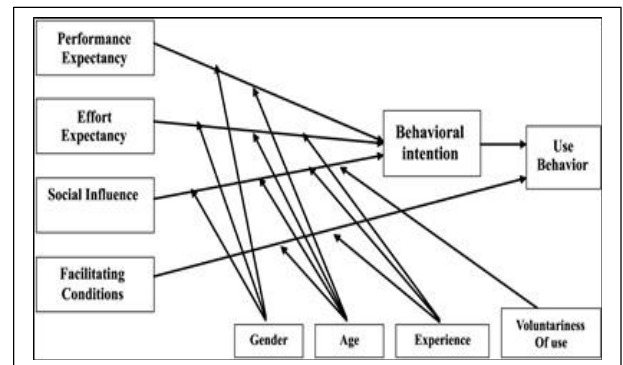 Performance
Expectancy
Effort
Expectancy
Behavioral
intention
Use
Behavior
Social Influence
Facilitating
Conditions
Gender
Age
Experience
Voluntariness
Of use